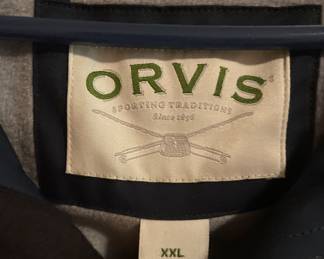 ORVIS
SPORTING TRADITIONS
Since 1856
XXL